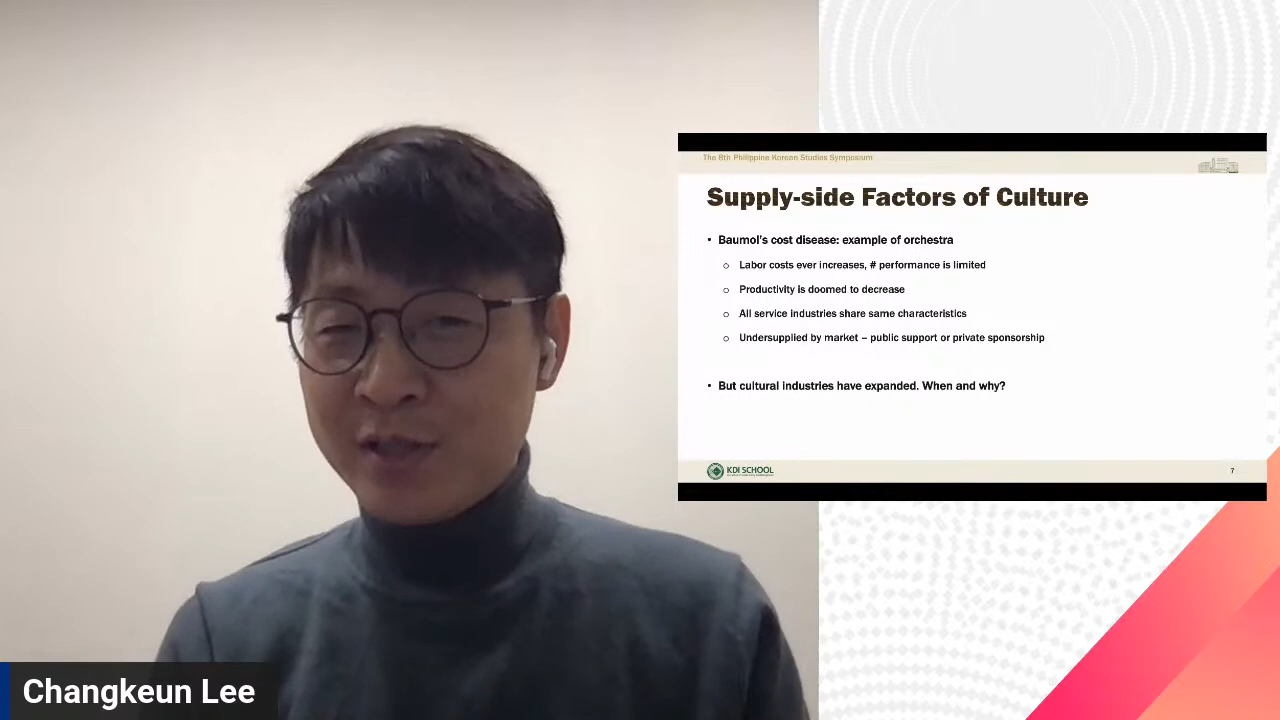 The 8th Philippine Korean Studies Symposium
Supply-side Factors of Culture
• Baumol's cost disease: example of orchestra
o Labor costs ever increases, # performance is limited
o Productivity is doomed to decrease
o All service industries share same characteristics
o Undersupplied by market – public support or private sponsorship
• But cultural industries have expanded. When and why?
KDI SCHOOL
7
Changkeun Lee